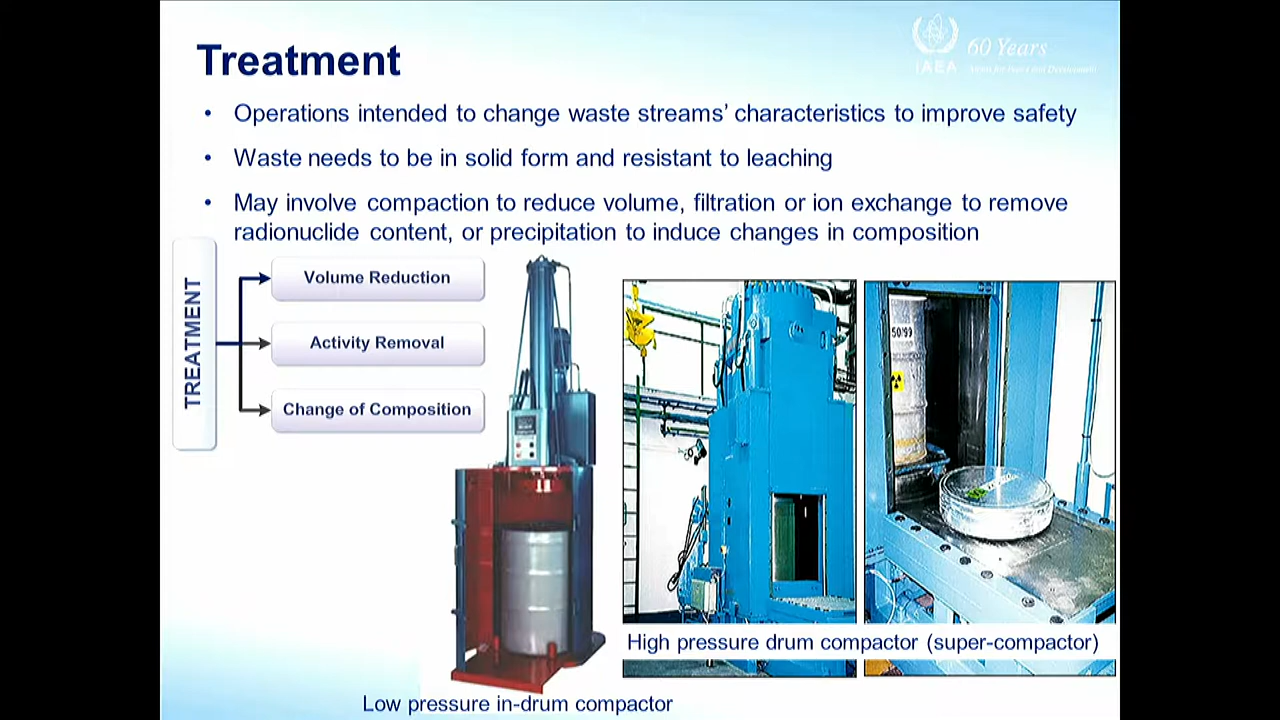 Treatment
IAEA
60 Years
• Operations intended to change waste streams' characteristics to improve safety
• Waste needs to be in solid form and resistant to leaching
• May involve compaction to reduce volume, filtration or ion exchange to remove
radionuclide content, or precipitation to induce changes in composition
TREATMENT
Volume Reduction
Activity Removal
Change of Composition
50'99
High pressure drum compactor (super-compactor)
Low pressure in-drum compactor